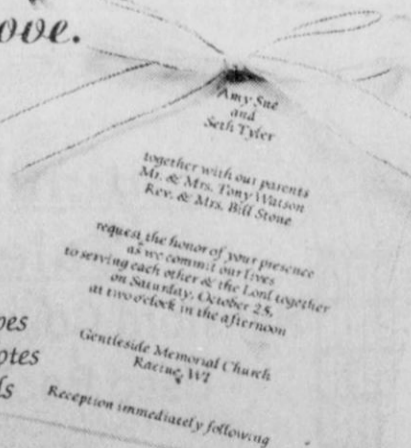 ove.
Amy Sue
and
Seth Tyler
together with our parents
Mr. & Mrs. Tony Watson
Rev. & Mrs. Bill Stone
request the honor of your presence
as we commit our lives
to serving each other & the Lord together
on Saturday, October 25,
at two o'clock in the afternoon
Gentleside Memorial Church
Racine, WI
Reception immediately following
pes
otes
ls